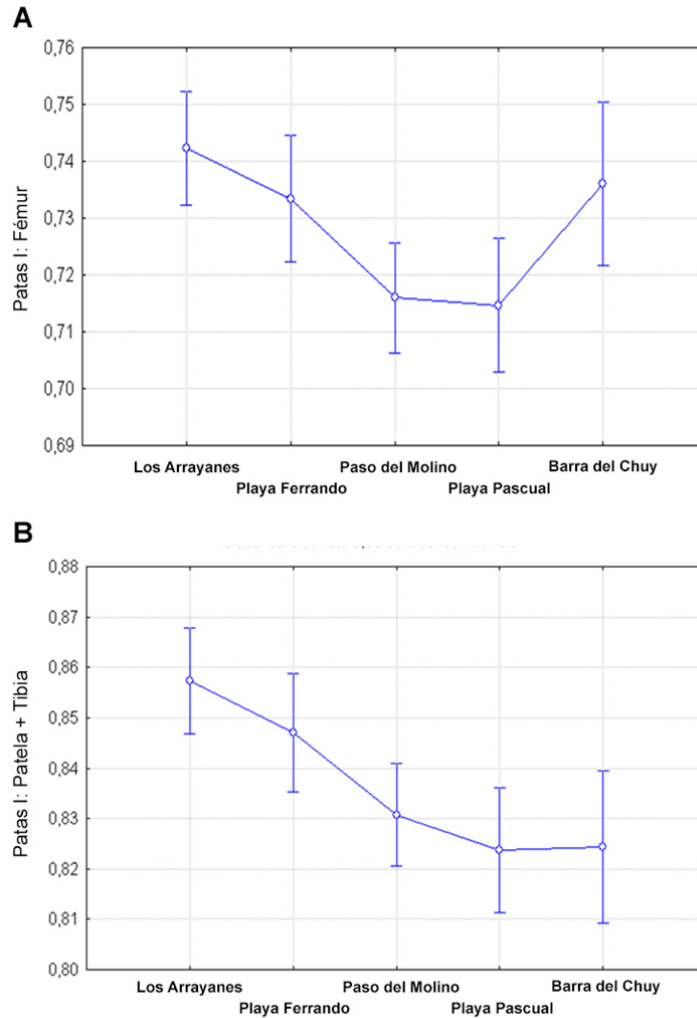 A
0,76
0,75
0,74
0,73
0,72
0,71
0,70
0,69
Patas I: Fémur
Los Arrayanes Paso del Molino Barra del Chuy
Playa Ferrando Playa Pascual
B
0,88
0,87
0,86
0,85
0,84
0,83
0,82
0,81
0,80
Patas I: Patela + Tibia
Los Arrayanes Paso del Molino Barra del Chuy
Playa Ferrando Playa Pascual